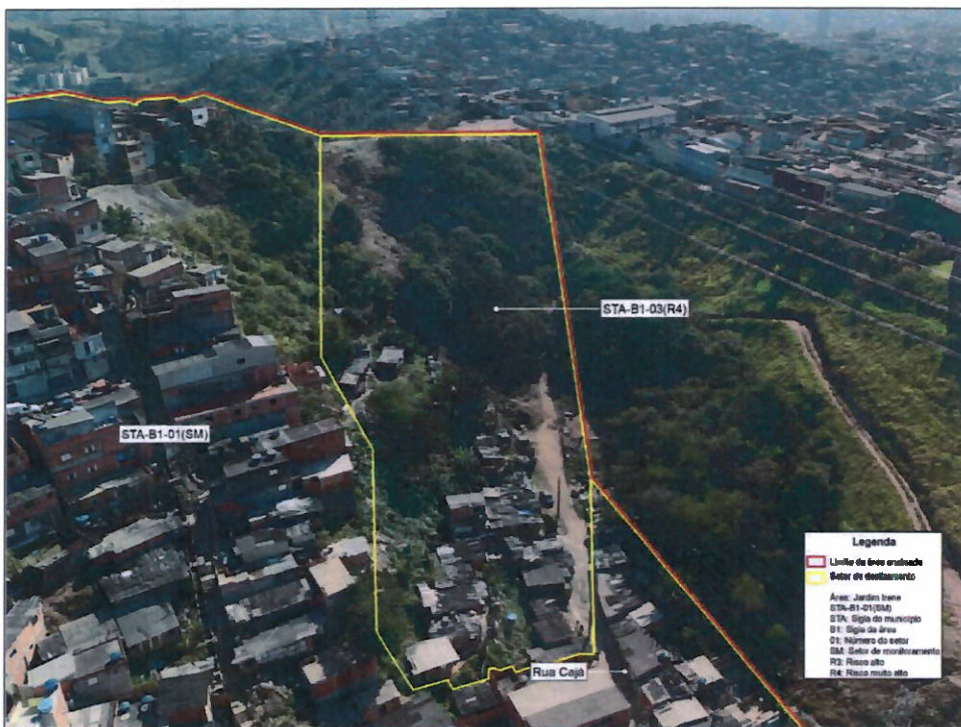 STA-B1-03(R4)
STA-B1-01(SM)
Rua Cajá
Legenda
Limite da área analisada
Setor de deslizamento
Área: Jardim Irene
STA-B1-01(SM)
STA: Sigla do município
B1: Sigla da área
01: Número do setor
SM: Setor de monitoramento
R3: Risco alto
R4: Risco muito alto